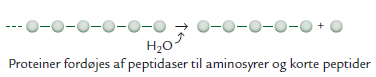 H₂O
Proteiner fordøjes af peptidaser til aminosyrer og korte peptider